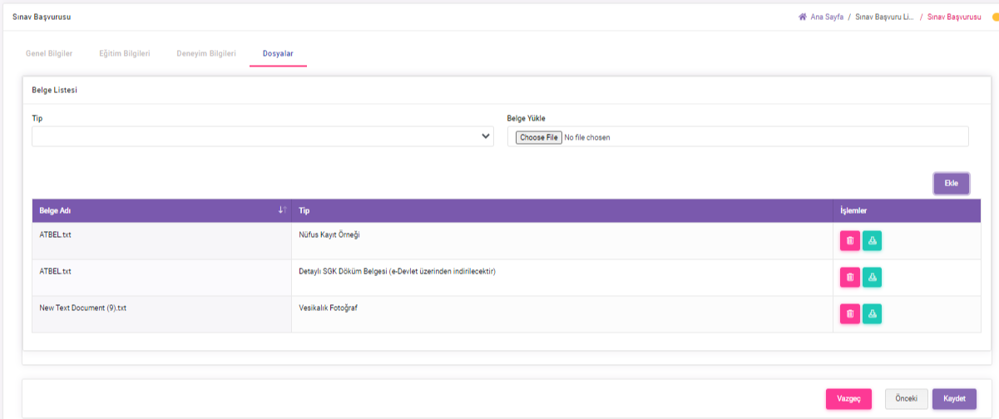 Sınav Başvurusu
Ana Sayfa / Sınav Başvuru Li... / Sınav Başvurusu
Genel Bilgiler Eğitim Bilgileri Deneyim Bilgileri Dosyalar
Belge Listesi
Tip Belge Yükle
Choose File No file chosen
Ekle
Belge Adı Tip İşlemler
ATBEL.txt Nüfus Kayıt Örneği
ATBEL.txt Detaylı SGK Döküm Belgesi (e-Devlet üzerinden indirilecektir)
New Text Document (9).txt Vesikalık Fotoğraf
Vazgeç Önceki Kaydet